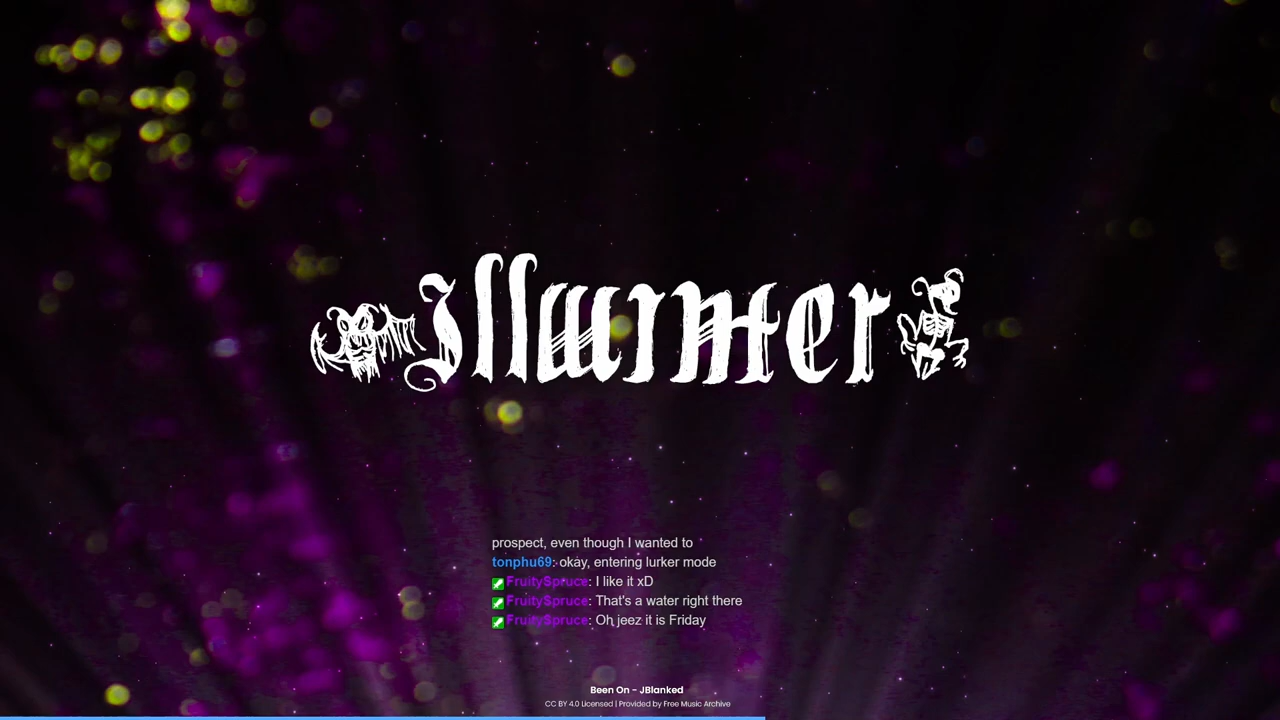 Illurmter
prospect, even though I wanted to
tonphu69: okay, entering lurker mode
FruitySpruce: I like it xD
FruitySpruce: That's a water right there
FruitySpruce: Oh jeez it is Friday
Been On - JBlanked
CC BY 4.0 Licensed | Provided by Free Music Archive